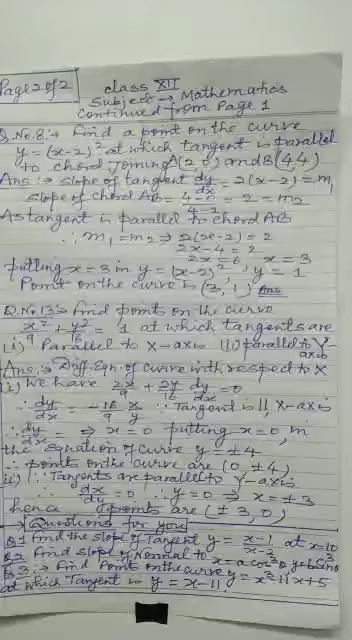 Page 2 of 2
Class XII
Subject → Mathematics
Continued from Page 1
Q.No.8:→ Find a point on the curve
y = (x-2)² at which tangent is parallel
to chord joining A(2,0) and B(4,4)
Ans:→ slope of tangent dy/dx = 2(x-2) = m₁
slope of chord AB = 4-0/4-2 = 2 = m₂
As tangent is parallel to chord AB
∴ m₁ = m₂ ⇒ 2(x-2) = 2
2x-4 = 2
2x = 6 x = 3
putting x = 3 in y = (x-2)², y = 1
Point on the curve is (3, 1) Ans
Q.No.13:→ find points on the curve
x²/9 + y²/16 = 1 at which tangents are
(i) Parallel to X-axis (ii) parallel to Y-
axis
Ans:→ Diff. Eqn. of curve with respect to X
(i) We have 2x/9 + 2y/16 dy/dx = 0
∴ dy/dx = -16/9 x/y ∵ Tangent is || X-axis
∴ dy/dx = ⇒ x = 0 putting x = 0, in
the equation of curve y = ±4
∴ points on the curve are (0, ±4)
ii) ∵ Tangents are parallel to Y-axis
∴ dx/dy = 0 ∴ y = 0 ⇒ x = ±3
hence points are (±3, 0)
→ Questions for you
Q1 find the slope of Tangent y = x-1/x-2 at x = 10
Q2 find slope of Normal to x = a cos³θ, y = a sin³θ
Q3:→ Find Point on the curve y = x³-11x+5
at which Tangent is y = x-11.